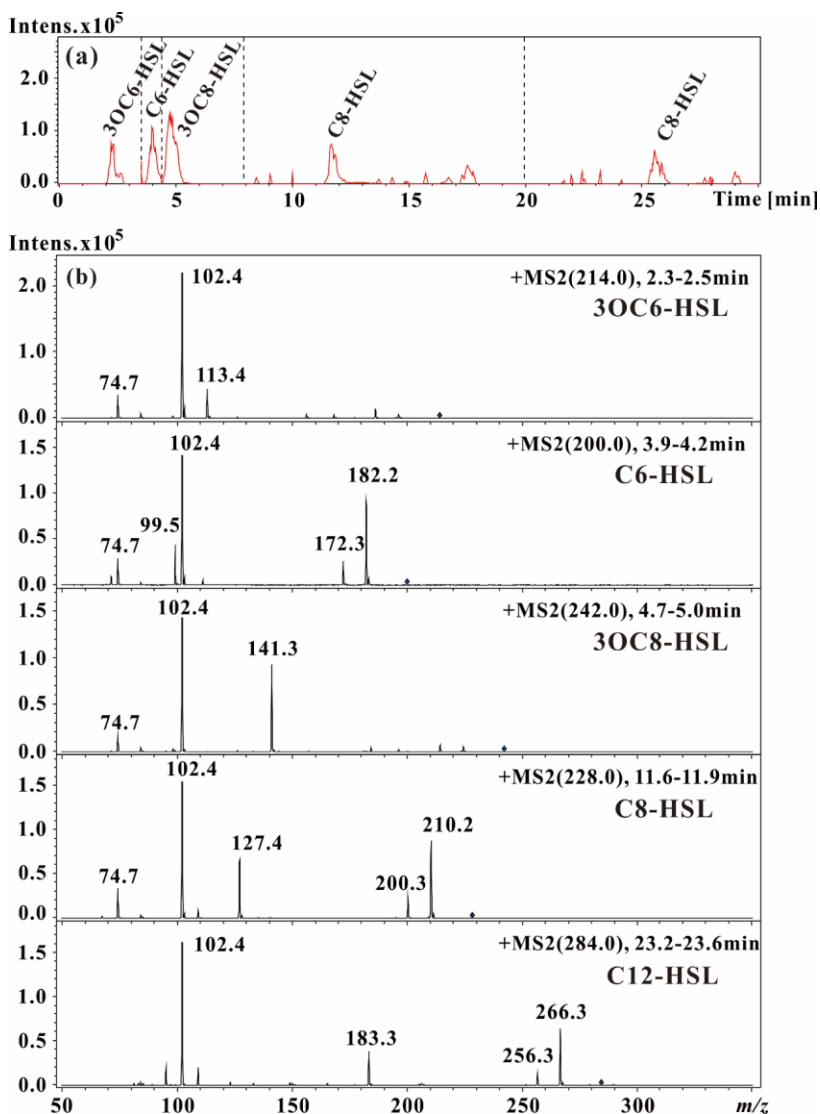 Intens.x10⁵
(a)
3OC6-HSL
C6-HSL
3OC8-HSL
C8-HSL
C8-HSL
2.0
1.0
0.0
0 5 10 15 20 25 Time [min]
Intens.x10⁵
(b)
+MS2(214.0), 2.3-2.5min
3OC6-HSL
2.0
1.0
0.0
74.7
102.4
113.4
+MS2(200.0), 3.9-4.2min
C6-HSL
1.5
1.0
0.5
0.0
74.7
99.5
102.4
172.3
182.2
+MS2(242.0), 4.7-5.0min
3OC8-HSL
1.5
1.0
0.5
0.0
74.7
102.4
141.3
+MS2(228.0), 11.6-11.9min
C8-HSL
1.5
1.0
0.5
0.0
74.7
102.4
127.4
200.3
210.2
+MS2(284.0), 23.2-23.6min
C12-HSL
1.5
1.0
0.5
0.0
102.4
183.3
256.3
266.3
50 100 150 200 250 300 m/z